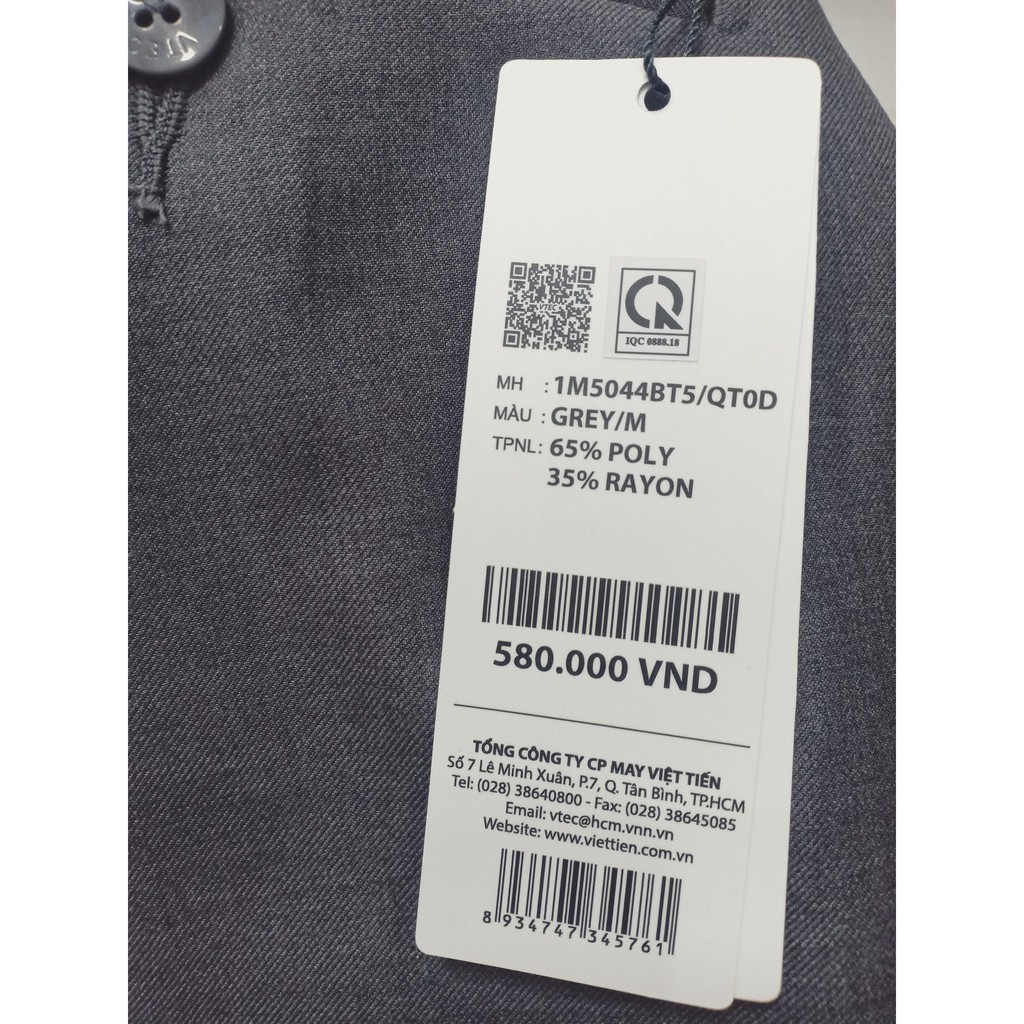 VTEC
IQC 0888.18
MH : 1M5044BT5/QT0D
MÀU : GREY/M
TPNL: 65% POLY
35% RAYON
580.000 VND
TỔNG CÔNG TY CP MAY VIỆT TIẾN
Số 7 Lê Minh Xuân, P.7, Q. Tân Bình, TP.HCM
Tel: (028) 38640800 - Fax: (028) 38645085
Email: vtec@hcm.vnn.vn
Website: www.viettien.com.vn
8 934747 345761